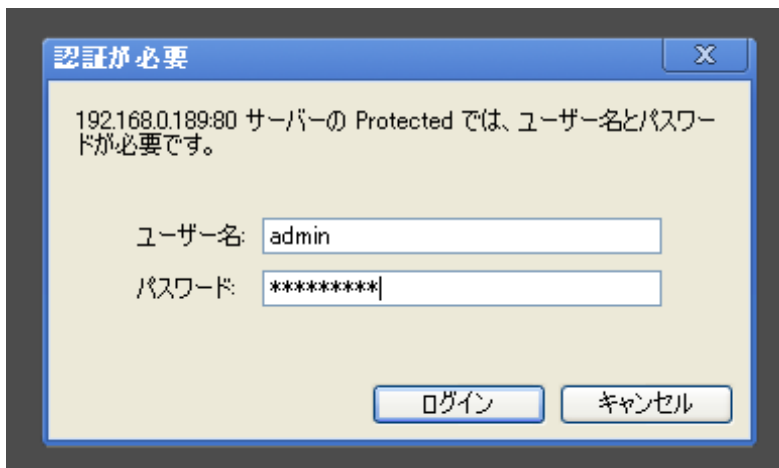 認証が必要
X
192.168.0.189:80 サーバーの Protected では、ユーザー名とパスワー
ドが必要です。
ユーザー名: admin
パスワード: *********
ログイン キャンセル